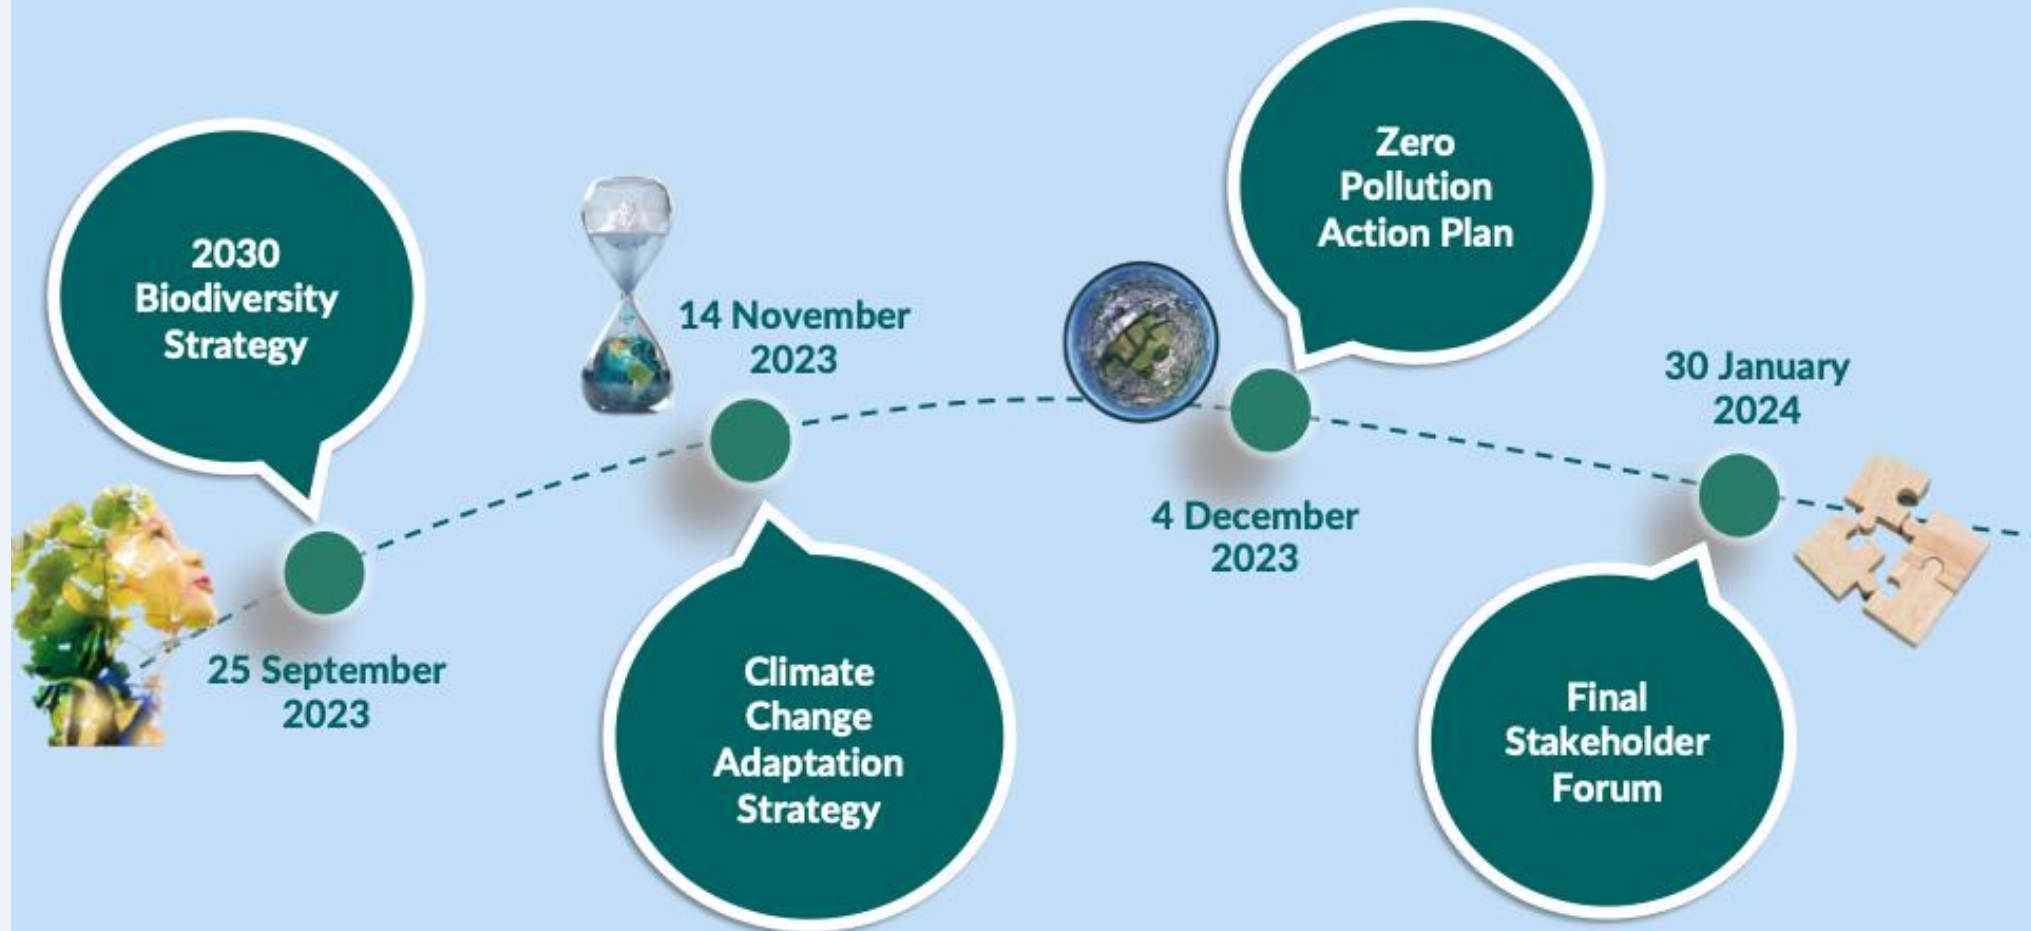 2030
Biodiversity
Strategy
25 September
2023
14 November
2023
Climate
Change
Adaptation
Strategy
Zero
Pollution
Action Plan
4 December
2023
30 January
2024
Final
Stakeholder
Forum